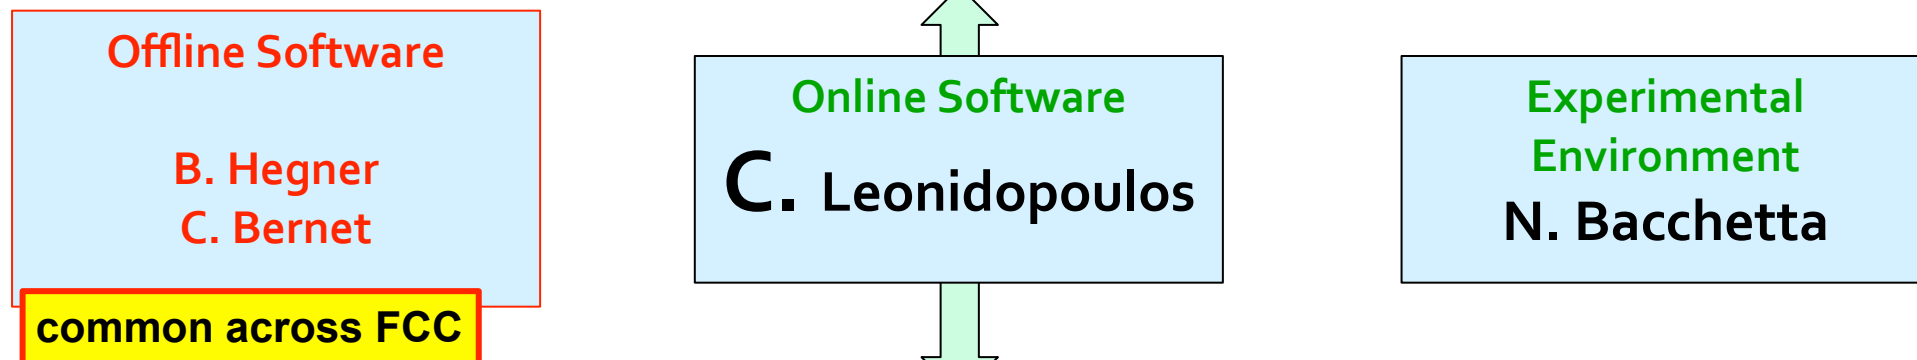 Offline Software
B. Hegner
C. Bernet
common across FCC
Online Software
C. Leonidopoulos
Experimental
Environment
N. Bacchetta